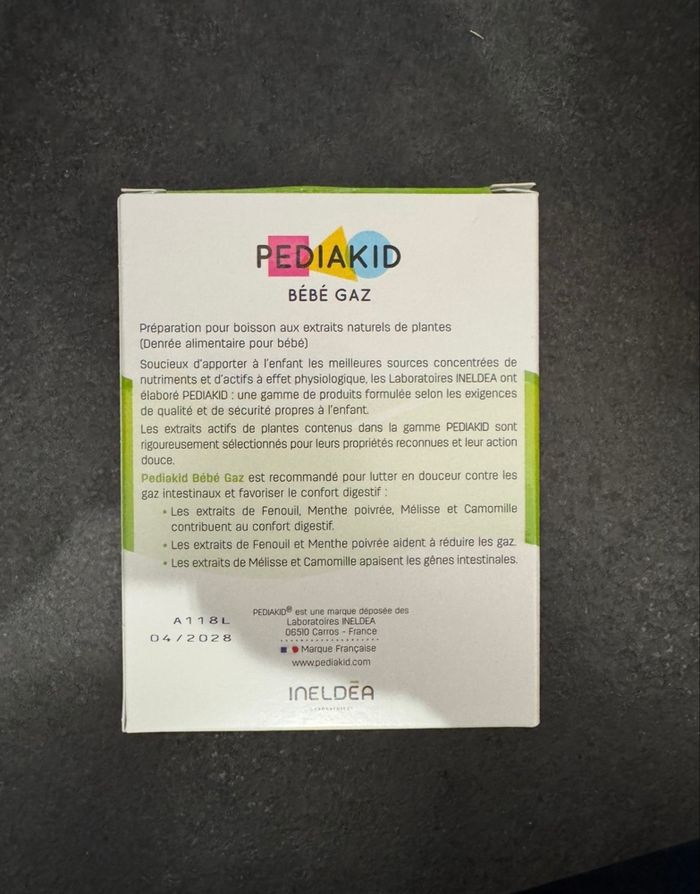 PEDIAKID
BÉBÉ GAZ
Préparation pour boisson aux extraits naturels de plantes
(Denrée alimentaire pour bébé)
Soucieux d'apporter à l'enfant les meilleures sources concentrées de
nutriments et d'actifs à effet physiologique, les Laboratoires INELDEA ont
élaboré PEDIAKID : une gamme de produits formulée selon les exigences
de qualité et de sécurité propres à l'enfant.
Les extraits actifs de plantes contenus dans la gamme PEDIAKID sont
rigoureusement sélectionnés pour leurs propriétés reconnues et leur action
douce.
Pediakid Bébé Gaz est recommandé pour lutter en douceur contre les
gaz intestinaux et favoriser le confort digestif :
• Les extraits de Fenouil, Menthe poivrée, Mélisse et Camomille
contribuent au confort digestif.
• Les extraits de Fenouil et Menthe poivrée aident à réduire les gaz.
• Les extraits de Mélisse et Camomille apaisent les gênes intestinales.
A118L
04/2028
PEDIAKID® est une marque déposée des
Laboratoires INELDEA
06510 Carros - France
Marque Française
www.pediakid.com
INELDĒA
LABORATOIRES